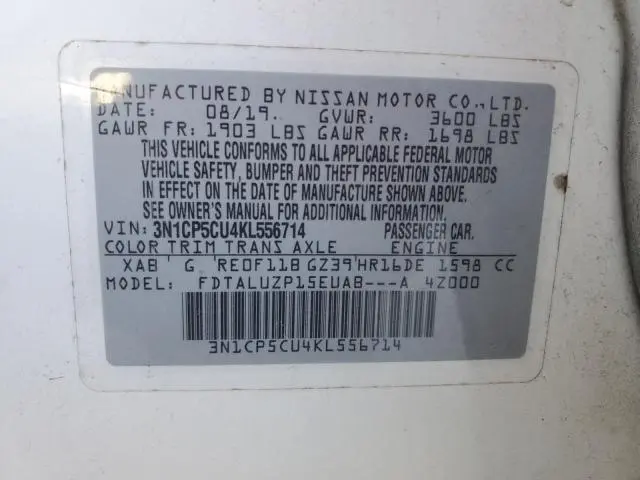 MANUFACTURED BY NISSAN MOTOR CO., LTD.
DATE: 08/19. GVWR: 3600 LBS
GAWR FR: 1903 LBS GAWR RR: 1698 LBS
THIS VEHICLE CONFORMS TO ALL APPLICABLE FEDERAL MOTOR
VEHICLE SAFETY, BUMPER AND THEFT PREVENTION STANDARDS
IN EFFECT ON THE DATE OF MANUFACTURE SHOWN ABOVE.
SEE OWNER'S MANUAL FOR ADDITIONAL INFORMATION.
VIN: 3N1CP5CU4KL556714 PASSENGER CAR.
COLOR TRIM TRANS AXLE ENGINE
XAB G RE0F11B GZ39 HR16DE 1598 CC
MODEL: FDTALUZP15EUAB---A 4Z000
3N1CP5CU4KL556714